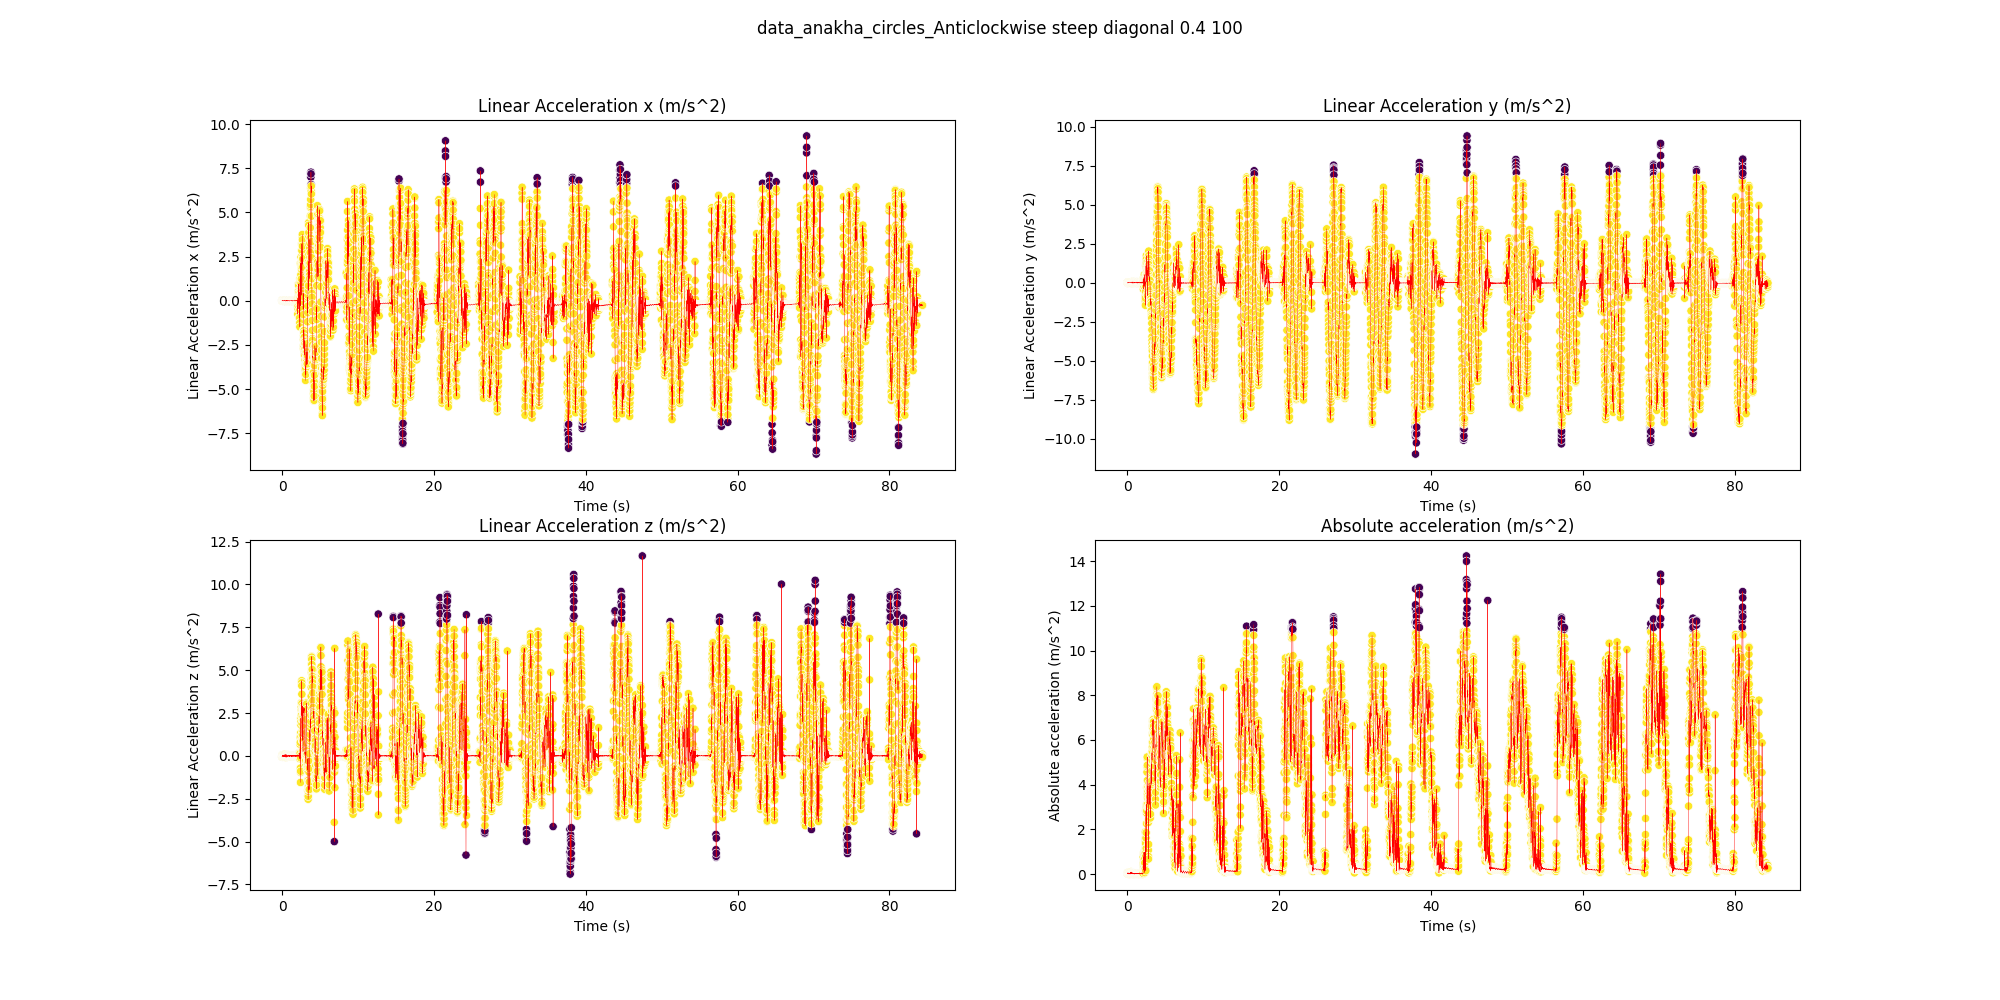 data_anakha_circles_Anticlockwise steep diagonal 0.4 100
Linear Acceleration x (m/s^2)
Linear Acceleration x (m/s^2)
10.0
7.5
5.0
2.5
0.0
−2.5
−5.0
−7.5
0 20 40 60 80
Time (s)
Linear Acceleration y (m/s^2)
Linear Acceleration y (m/s^2)
10.0
7.5
5.0
2.5
0.0
−2.5
−5.0
−7.5
−10.0
0 20 40 60 80
Time (s)
Linear Acceleration z (m/s^2)
Linear Acceleration z (m/s^2)
12.5
10.0
7.5
5.0
2.5
0.0
−2.5
−5.0
−7.5
0 20 40 60 80
Time (s)
Absolute acceleration (m/s^2)
Absolute acceleration (m/s^2)
14
12
10
8
6
4
2
0
0 20 40 60 80
Time (s)